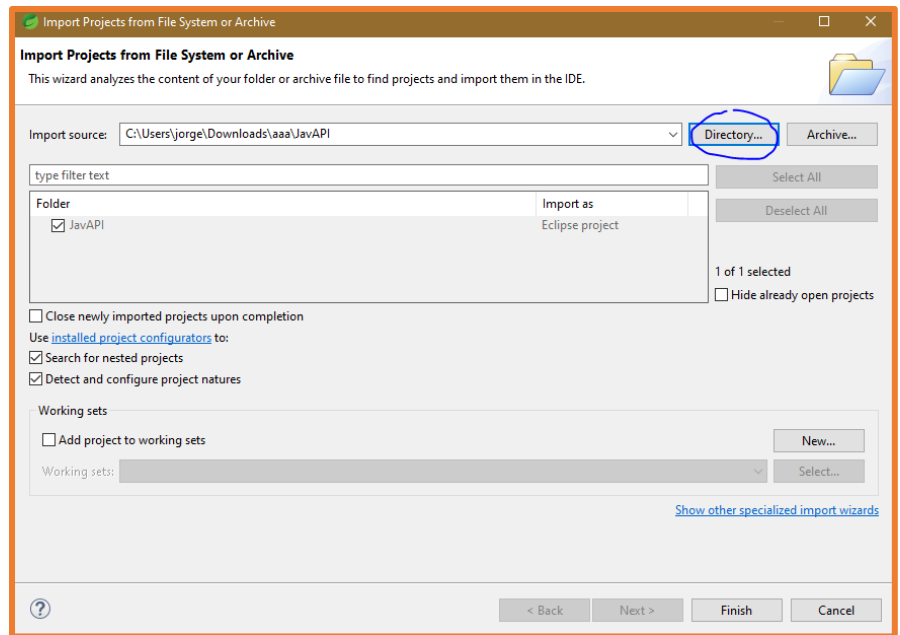 Import Projects from File System or Archive
Import Projects from File System or Archive
This wizard analyzes the content of your folder or archive file to find projects and import them in the IDE.
Import source: C:\Users\jorge\Downloads\aaa\JavAPI Directory... Archive...
type filter text Select All
Folder Import as Deselect All
JavAPI Eclipse project
1 of 1 selected
Hide already open projects
Close newly imported projects upon completion
Use installed project configurators to:
Search for nested projects
Detect and configure project natures
Working sets
Add project to working sets New...
Working sets: Select...
Show other specialized import wizards
? < Back Next > Finish Cancel